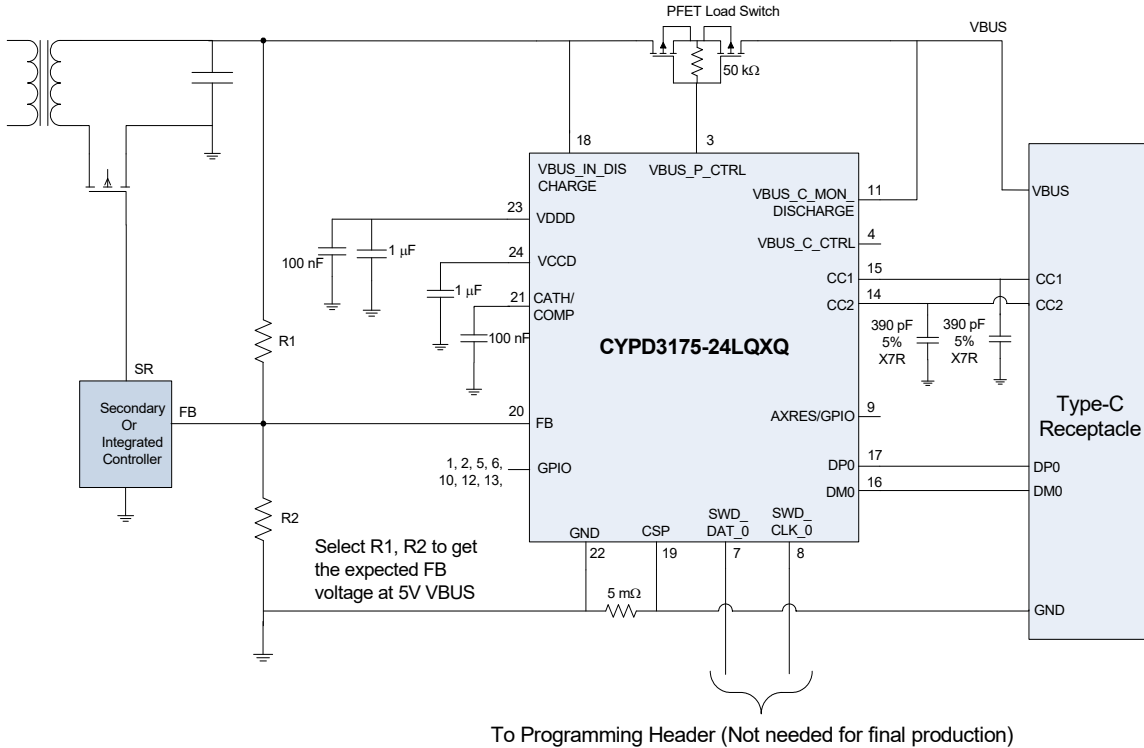 PFET Load Switch
VBUS
50 kΩ
18
3
VBUS_IN_DIS
CHARGE
VBUS_P_CTRL
VBUS_C_MON_
DISCHARGE
11
VBUS
23
VDDD
100 nF
1 μF
VBUS_C_CTRL
4
24
VCCD
1 μF
CC1
15
CC1
21
CATH/
COMP
CC2
14
CC2
100 nF
CYPD3175-24LQXQ
390 pF
5%
X7R
390 pF
5%
X7R
R1
SR
Secondary
Or
Integrated
Controller
FB
20
FB
AXRES/GPIO
9
Type-C
Receptacle
1, 2, 5, 6,
10, 12, 13,
GPIO
DP0
17
DP0
DM0
16
DM0
R2
GND
CSP
SWD_
DAT_0
SWD_
CLK_0
22
19
7
8
Select R1, R2 to get
the expected FB
voltage at 5V VBUS
5 mΩ
GND
To Programming Header (Not needed for final production)